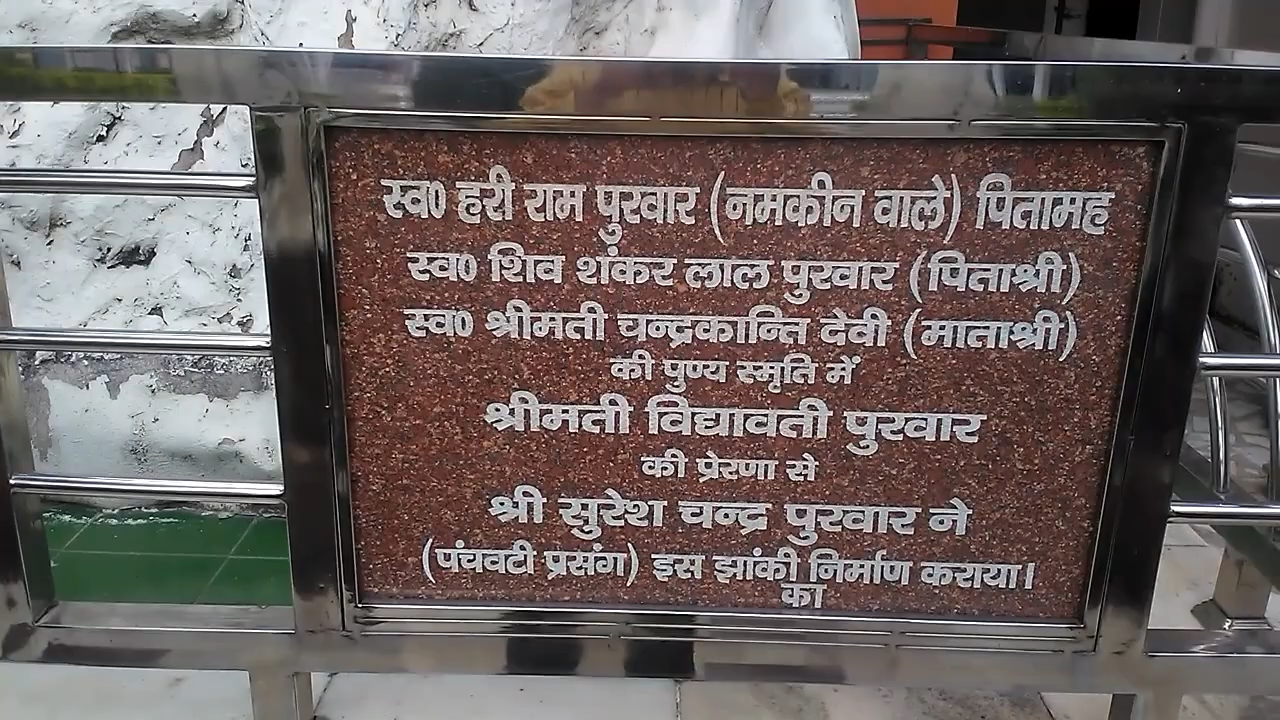 स्व० हरी राम पुरवार (नमकीन वाले) पितामह
स्व० शिव शंकर लाल पुरवार (पिताश्री)
स्व० श्रीमती चन्द्रकान्ति देवी (माताश्री)
की पुण्य स्मृति में
श्रीमती विद्यावती पुरवार
की प्रेरणा से
श्री सुरेश चन्द्र पुरवार ने
(पंचवटी प्रसंग) इस झांकी निर्माण कराया।
का